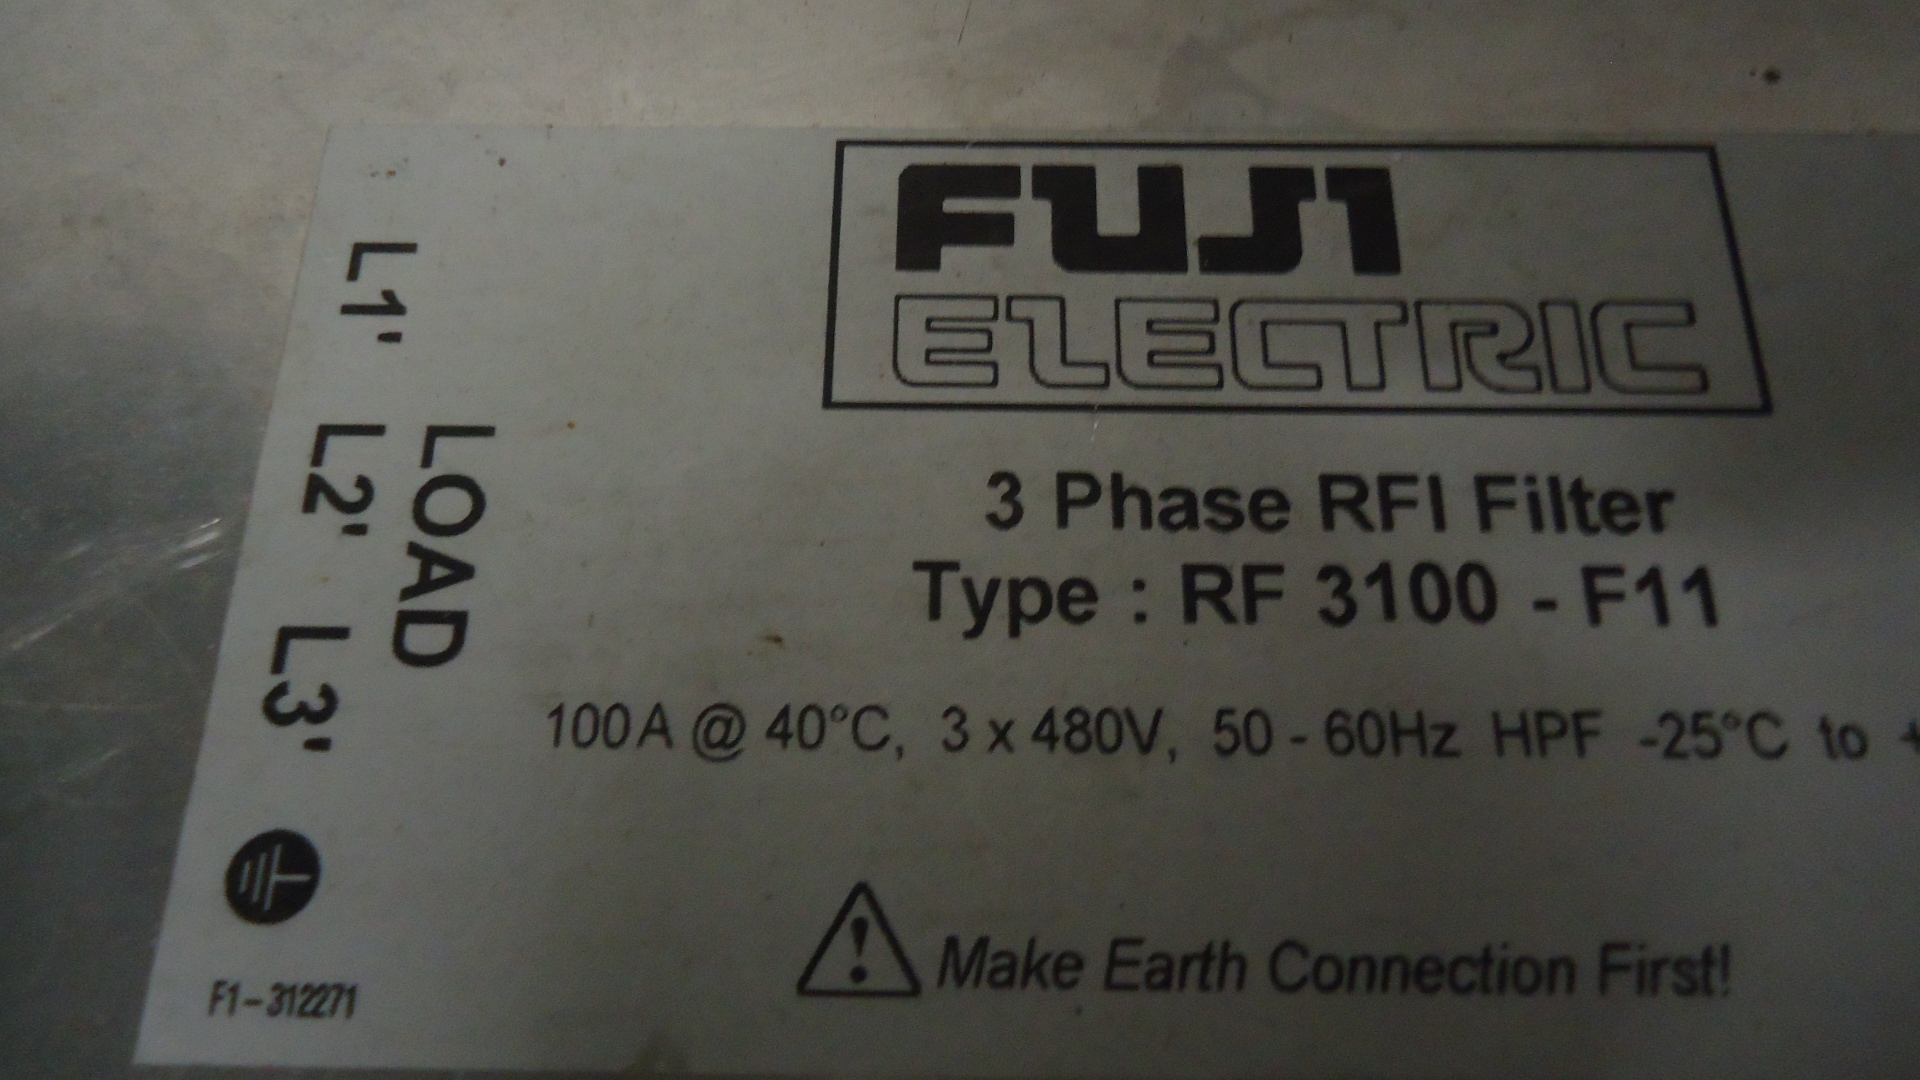 FUJI
ELECTRIC
3 Phase RFI Filter
Type : RF 3100 - F11
100A @ 40°C, 3 x 480V, 50 - 60Hz HPF -25°C to +
Make Earth Connection First!
LOAD
L1' L2' L3'
F1-312271